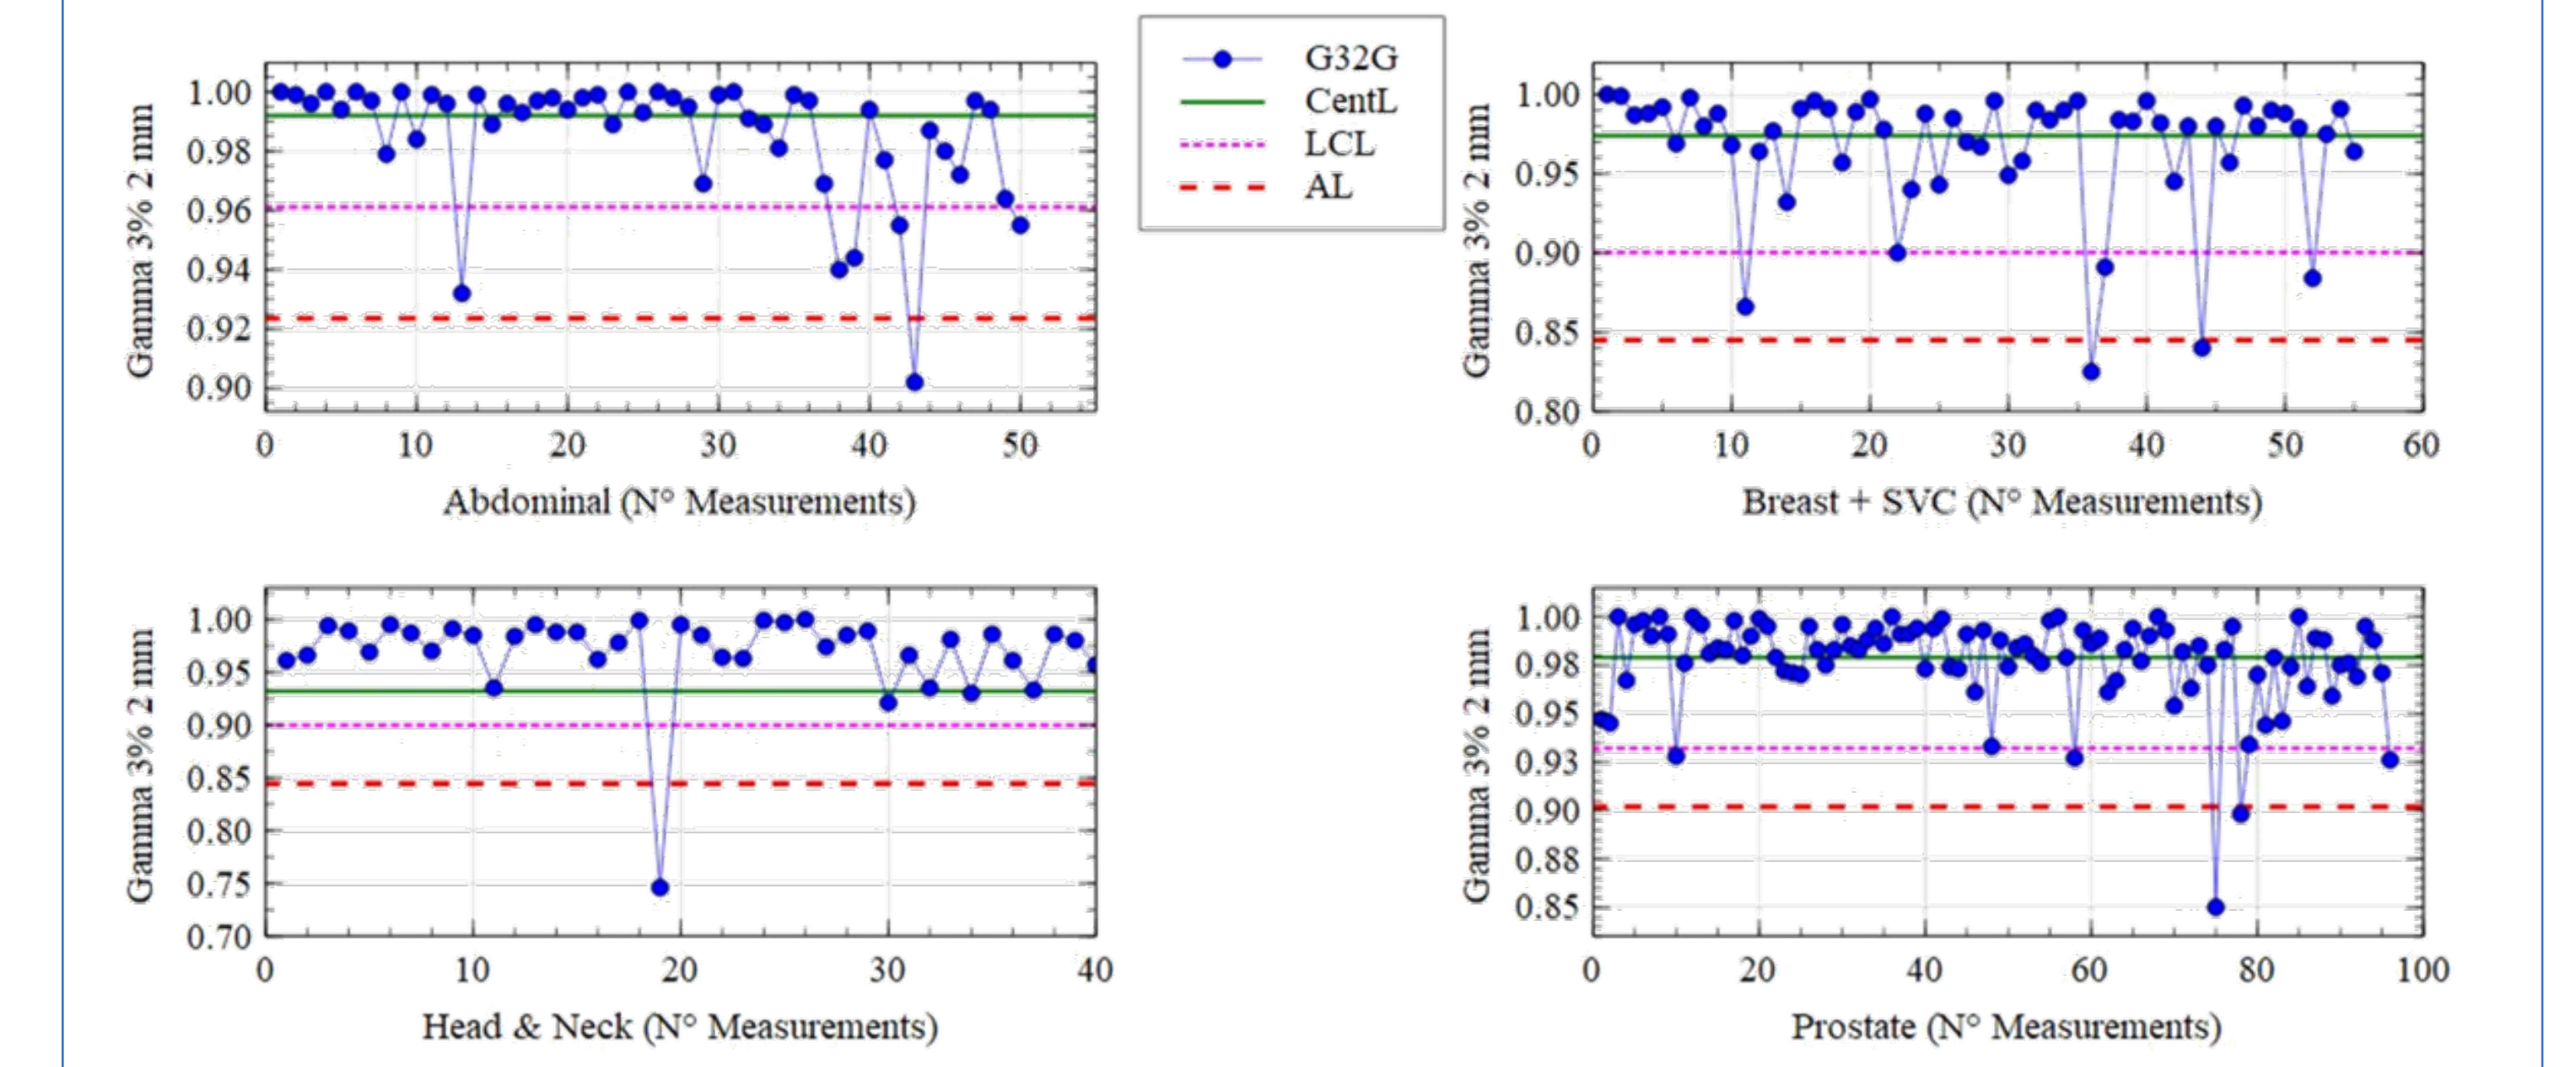 G32G
CentL
LCL
AL
Gamma 3% 2 mm
1.00
0.98
0.96
0.94
0.92
0.90
0 10 20 30 40 50
Abdominal (N° Measurements)
Gamma 3% 2 mm
1.00
0.95
0.90
0.85
0.80
0 10 20 30 40 50 60
Breast + SVC (N° Measurements)
Gamma 3% 2 mm
1.00
0.95
0.90
0.85
0.80
0.75
0.70
0 10 20 30 40
Head & Neck (N° Measurements)
Gamma 3% 2 mm
1.00
0.98
0.95
0.93
0.90
0.88
0.85
0 20 40 60 80 100
Prostate (N° Measurements)